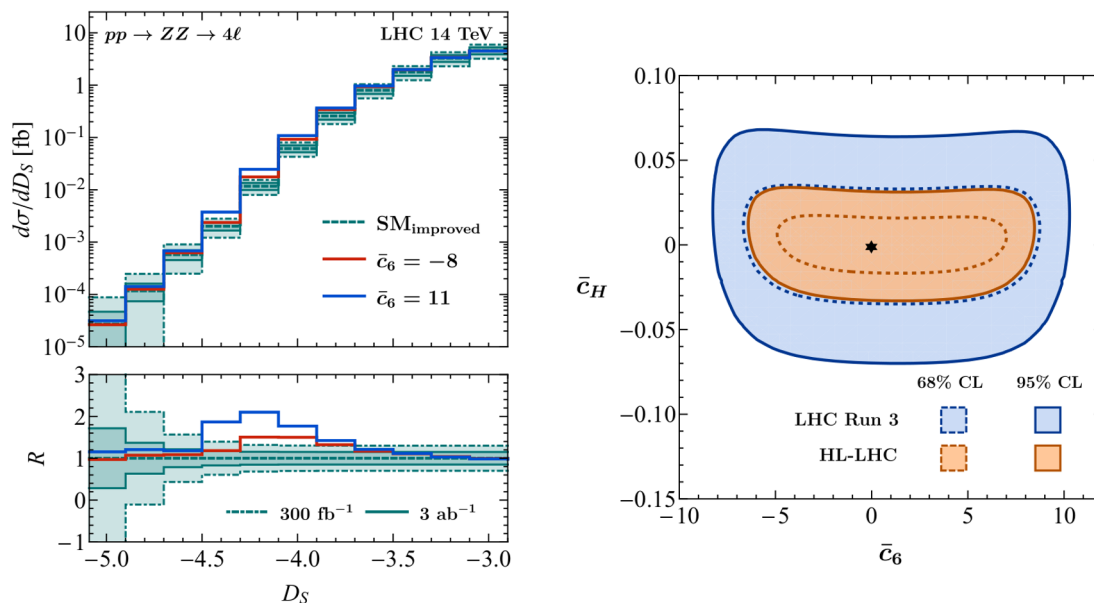 pp → ZZ → 4ℓ
LHC 14 TeV
10
1
10⁻¹
10⁻²
10⁻³
10⁻⁴
10⁻⁵
dσ/dD_S [fb]
SM_improved
c̄₆ = −8
c̄₆ = 11
3
2
1
0
−1
R
300 fb⁻¹
3 ab⁻¹
−5.0
−4.5
−4.0
−3.5
−3.0
D_S
0.10
0.05
0
−0.05
−0.10
−0.15
c̄_H
68% CL
95% CL
LHC Run 3
HL-LHC
−10
−5
0
5
10
c̄₆